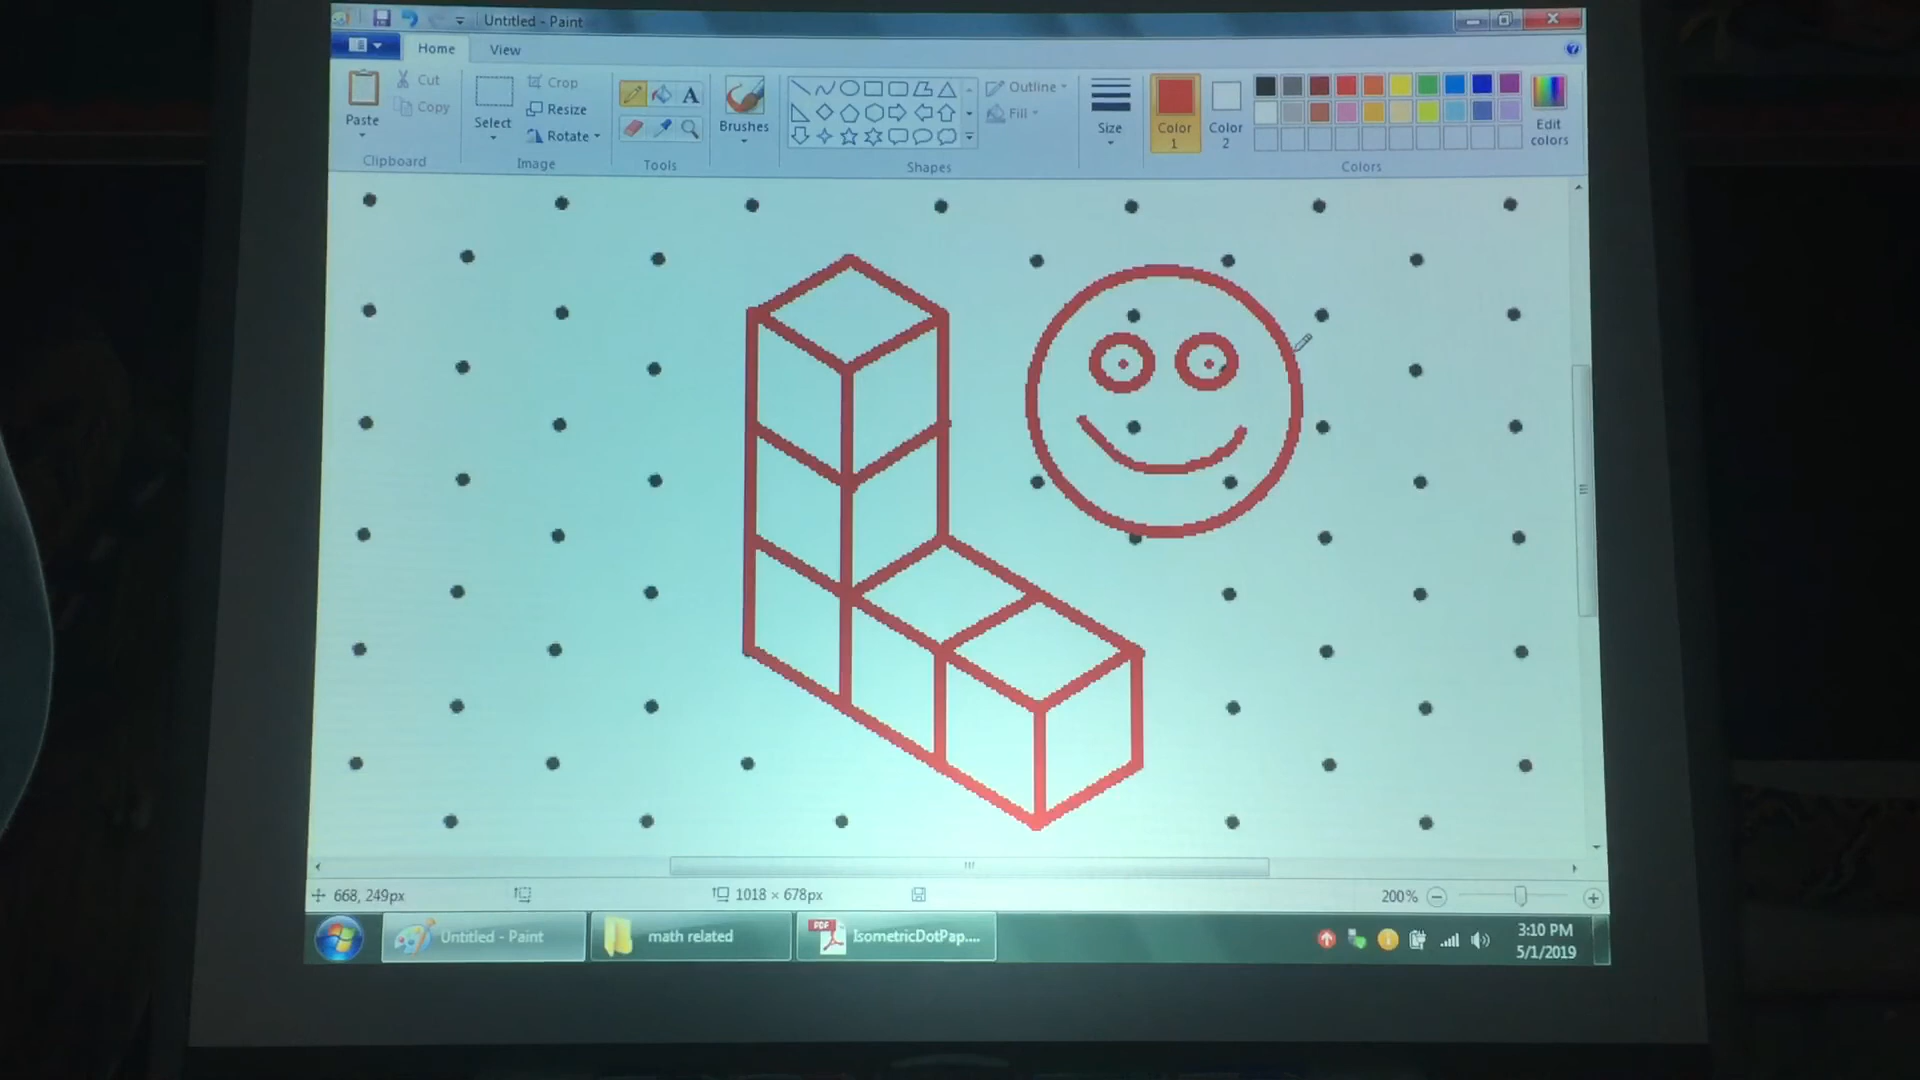 Untitled - Paint
Home
View
Paste
Cut
Copy
Clipboard
Select
Crop
Resize
Rotate
Image
A
Tools
Brushes
Shapes
Outline
Fill
Size
Color
1
Color
2
Edit
colors
Colors
668, 249px
1018 × 678px
200%
Untitled - Paint
math related
PDF
IsometricDotPap....
3:10 PM
5/1/2019